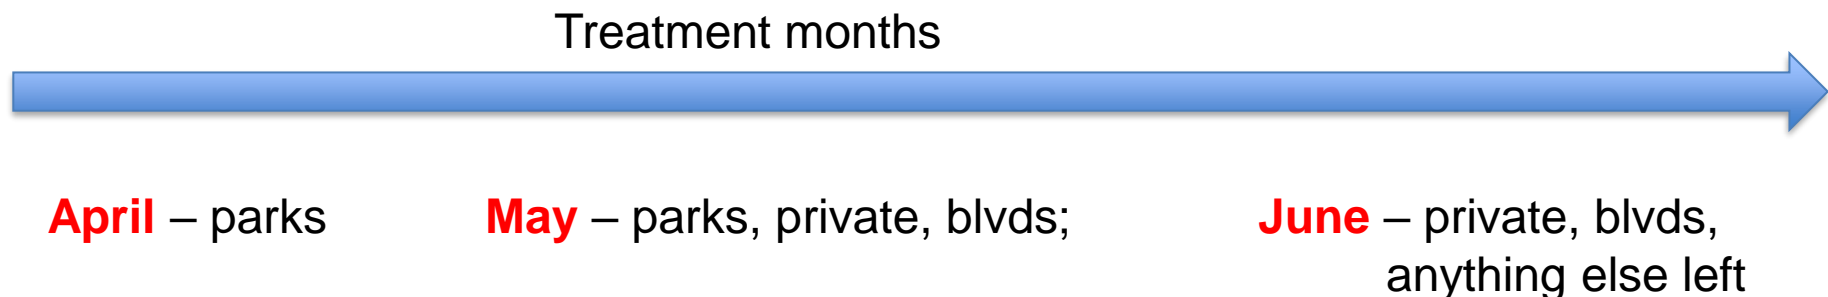 Treatment months
April – parks
May – parks, private, blvds;
June – private, blvds,
anything else left